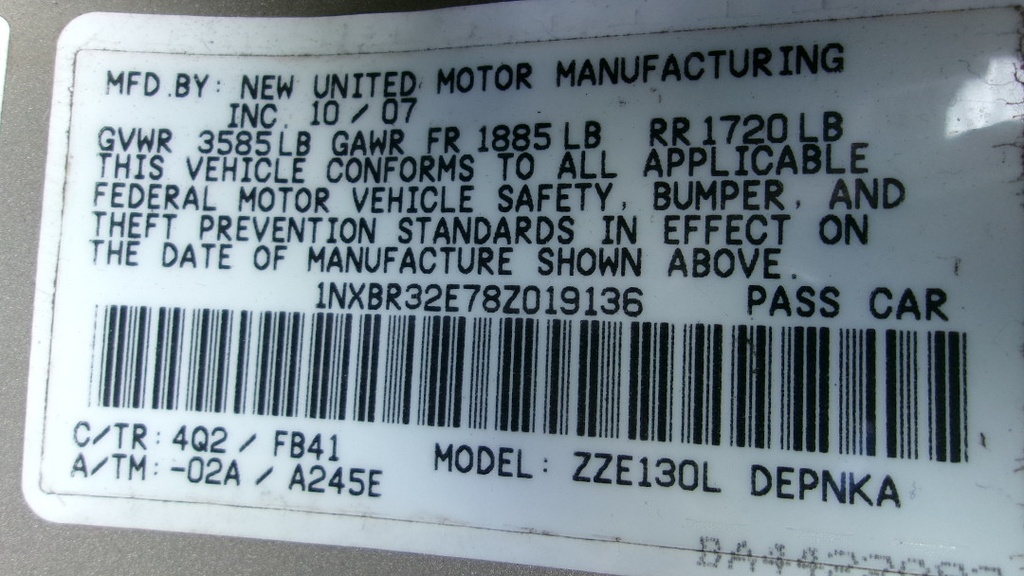 MFD.BY: NEW UNITED MOTOR MANUFACTURING
INC 10/07
GVWR 3585LB GAWR FR 1885LB RR1720LB
THIS VEHICLE CONFORMS TO ALL APPLICABLE
FEDERAL MOTOR VEHICLE SAFETY, BUMPER, AND
THEFT PREVENTION STANDARDS IN EFFECT ON
THE DATE OF MANUFACTURE SHOWN ABOVE.
1NXBR32E78Z019136 PASS CAR
C/TR: 4Q2 / FB41
A/TM: -02A / A245E
MODEL: ZZE130L DEPNKA